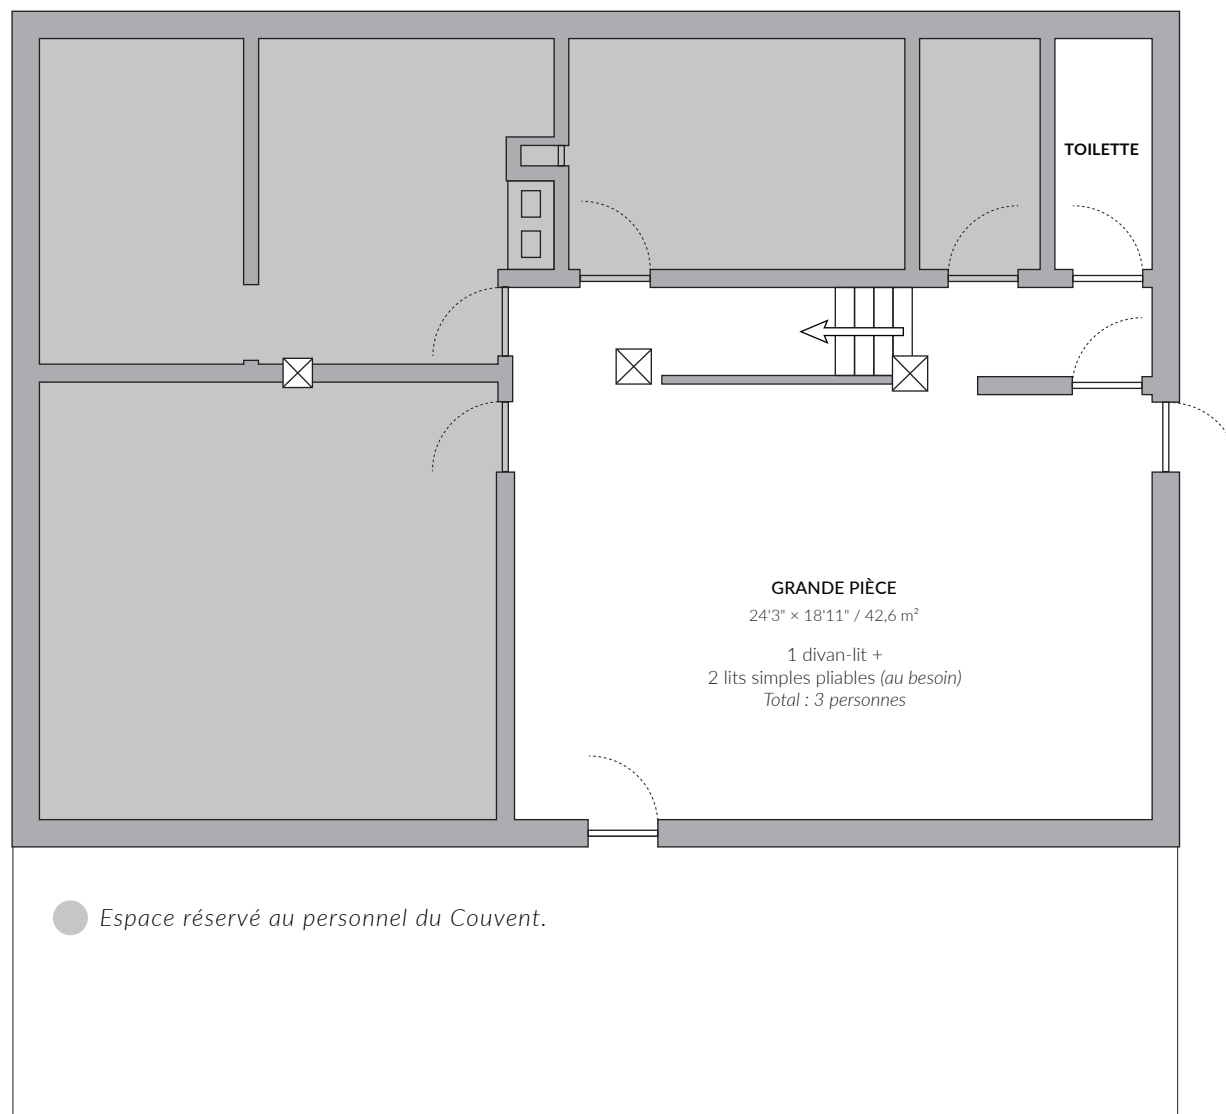 TOILETTE
GRANDE PIÈCE
24'3" × 18'11" / 42,6 m²
1 divan-lit +
2 lits simples pliables (au besoin)
Total : 3 personnes
Espace réservé au personnel du Couvent.